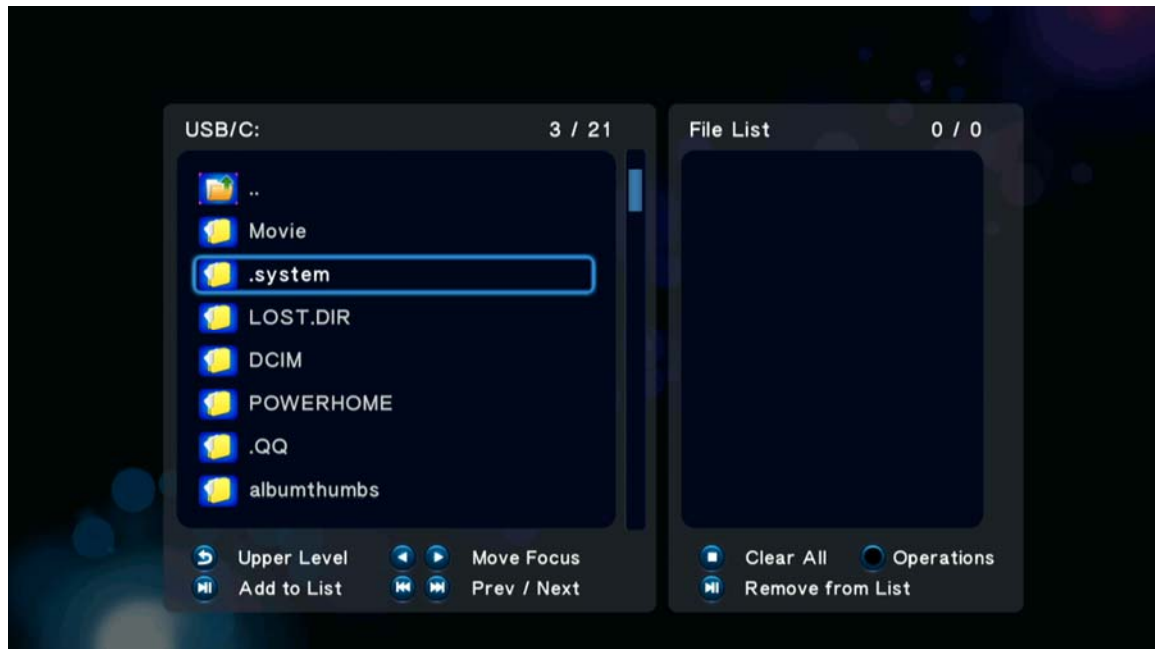 USB/C: 3 / 21
..
Movie
.system
LOST.DIR
DCIM
POWERHOME
.QQ
albumthumbs
Upper Level Move Focus
Add to List Prev / Next
File List 0 / 0
Clear All Operations
Remove from List